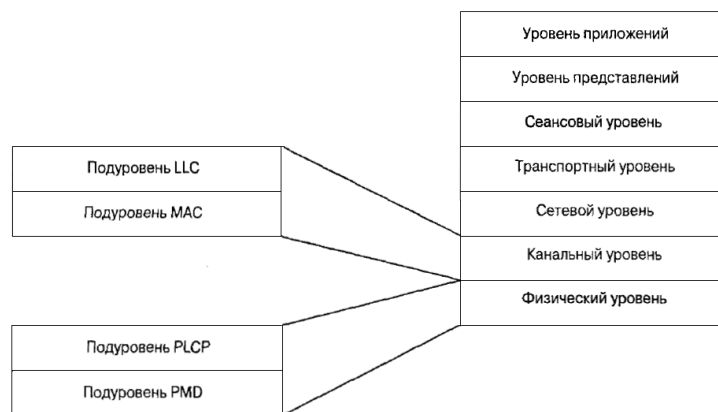 Уровень приложений
Уровень представлений
Сеансовый уровень
Транспортный уровень
Сетевой уровень
Канальный уровень
Физический уровень
Подуровень LLC
Подуровень MAC
Подуровень PLCP
Подуровень PMD